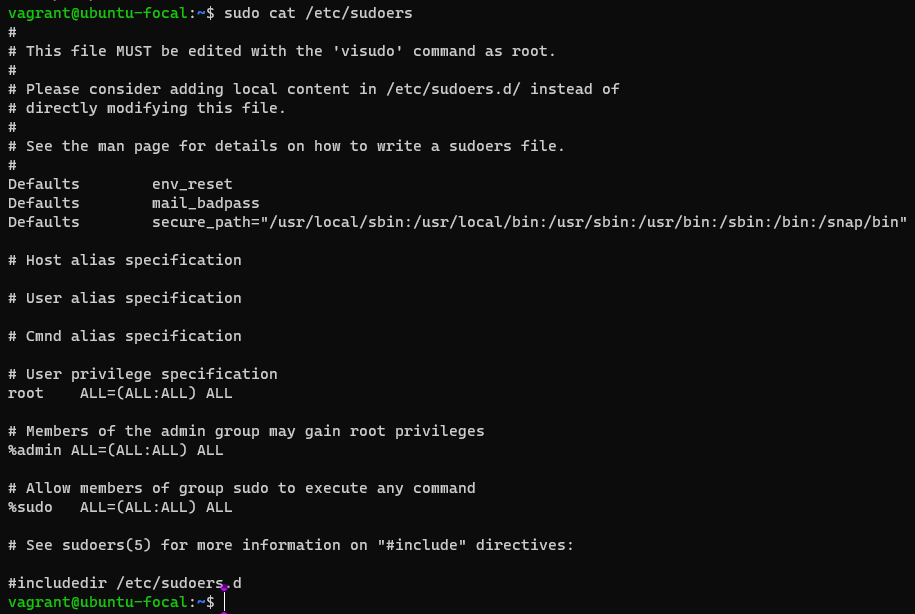 vagrant@ubuntu-focal:~$ sudo cat /etc/sudoers
#
# This file MUST be edited with the 'visudo' command as root.
#
# Please consider adding local content in /etc/sudoers.d/ instead of
# directly modifying this file.
#
# See the man page for details on how to write a sudoers file.
#
Defaults        env_reset
Defaults        mail_badpass
Defaults        secure_path="/usr/local/sbin:/usr/local/bin:/usr/sbin:/usr/bin:/sbin:/bin:/snap/bin"

# Host alias specification

# User alias specification

# Cmnd alias specification

# User privilege specification
root    ALL=(ALL:ALL) ALL

# Members of the admin group may gain root privileges
%admin ALL=(ALL:ALL) ALL

# Allow members of group sudo to execute any command
%sudo   ALL=(ALL:ALL) ALL

# See sudoers(5) for more information on "#include" directives:

#includedir /etc/sudoers.d
vagrant@ubuntu-focal:~$